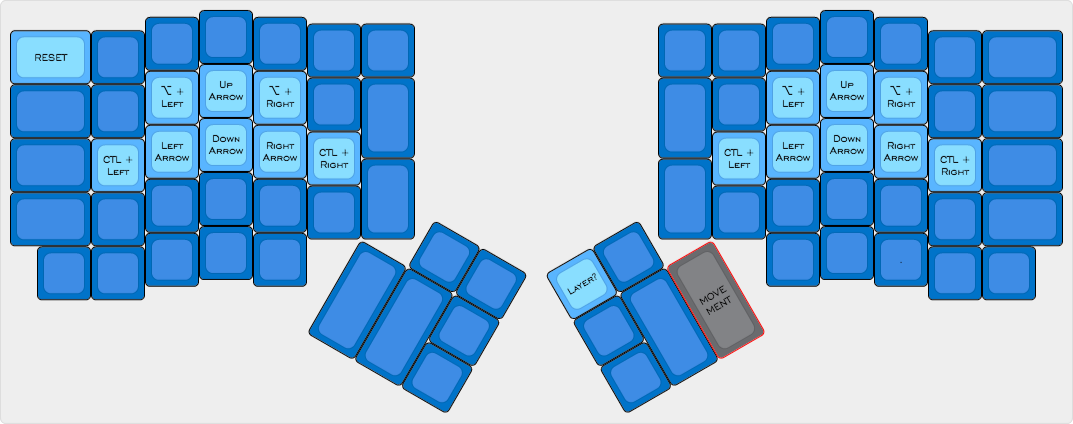 RESET
⌥ +
LEFT
UP
ARROW
⌥ +
RIGHT
CTL +
LEFT
LEFT
ARROW
DOWN
ARROW
RIGHT
ARROW
CTL +
RIGHT
⌥ +
LEFT
UP
ARROW
⌥ +
RIGHT
CTL +
LEFT
LEFT
ARROW
DOWN
ARROW
RIGHT
ARROW
CTL +
RIGHT
.
LAYER?
MOVE
MENT